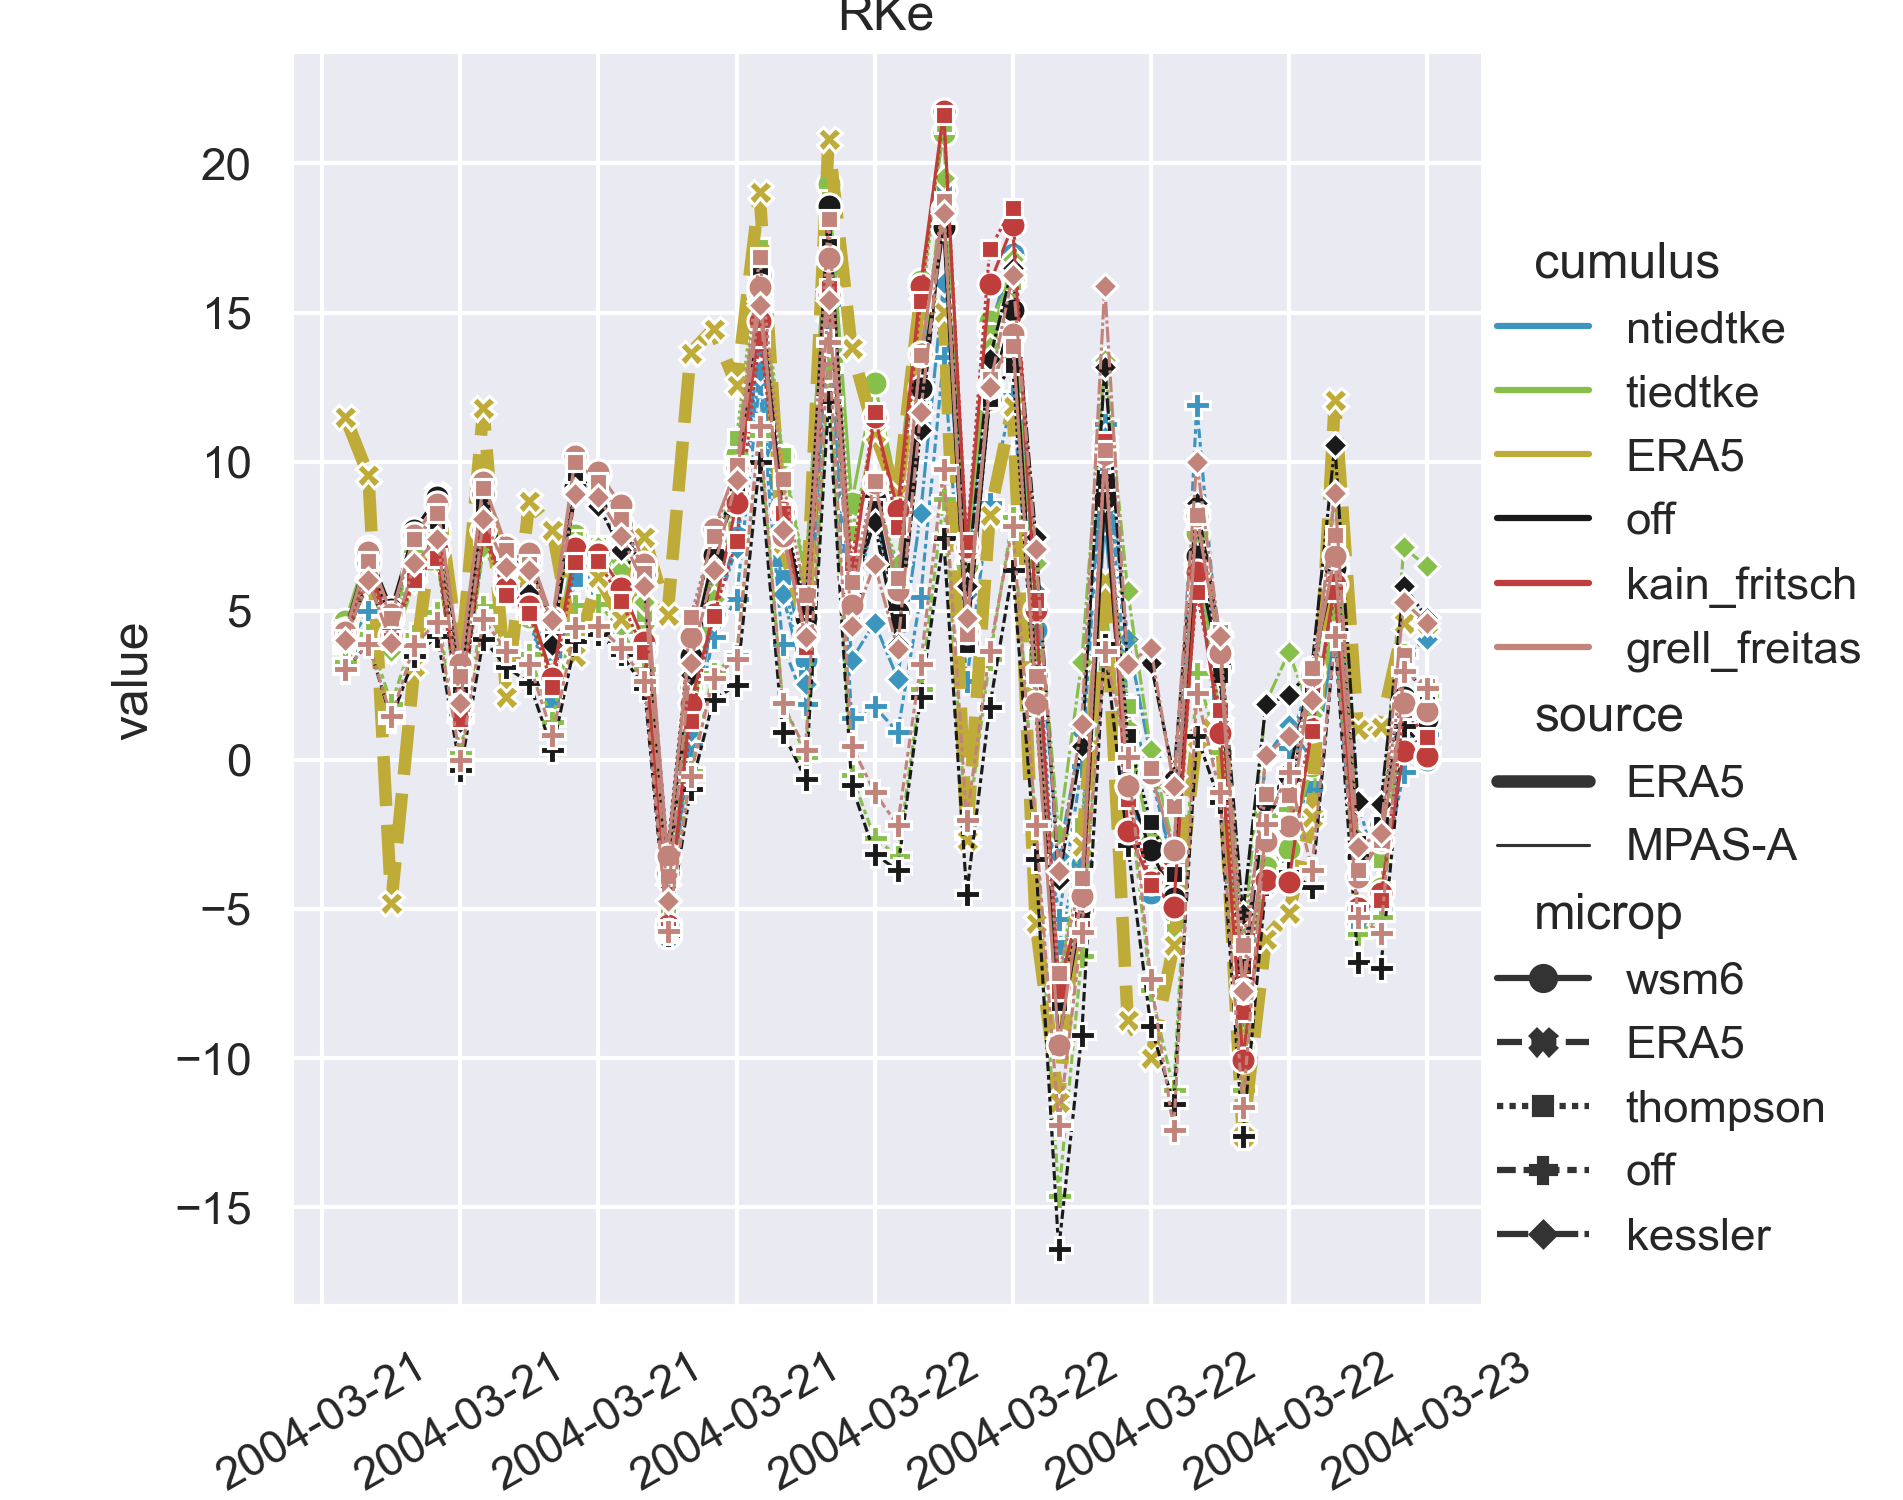 RKe
value
20
15
10
5
0
−5
−10
−15
2004-03-21
2004-03-21
2004-03-21
2004-03-21
2004-03-22
2004-03-22
2004-03-22
2004-03-22
2004-03-23
cumulus
ntiedtke
tiedtke
ERA5
off
kain_fritsch
grell_freitas
source
ERA5
MPAS-A
microp
wsm6
ERA5
thompson
off
kessler